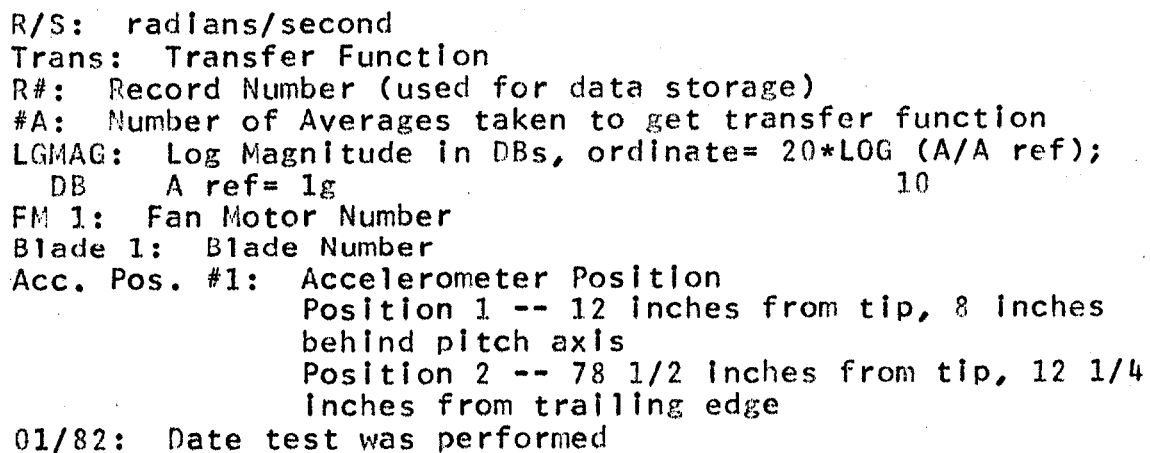 R/S:  radians/second
Trans:  Transfer Function
R#:  Record Number (used for data storage)
#A:  Number of Averages taken to get transfer function
LGMAG:  Log Magnitude in DBs, ordinate= 20*LOG (A/A ref);
DB     A ref= 1g                                   10
FM 1:  Fan Motor Number
Blade 1:  Blade Number
Acc. Pos. #1:  Accelerometer Position
Position 1 -- 12 inches from tip, 8 inches
behind pitch axis
Position 2 -- 78 1/2 inches from tip, 12 1/4
inches from trailing edge
01/82:  Date test was performed